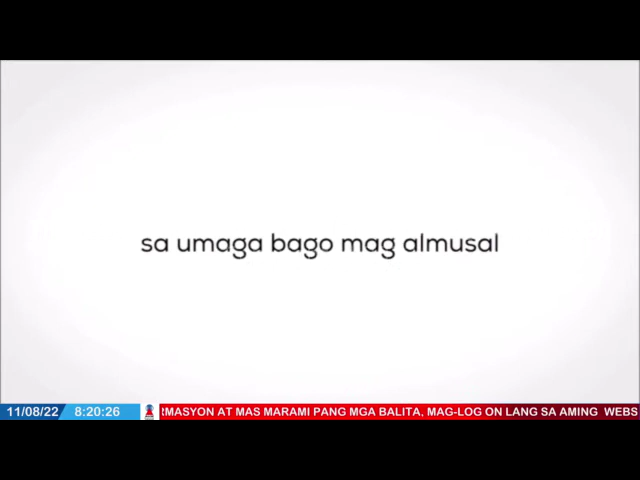 sa umaga bago mag almusal
11/08/22 8:20:26 RMASYON AT MAS MARAMI PANG MGA BALITA, MAG-LOG ON LANG SA AMING WEBS